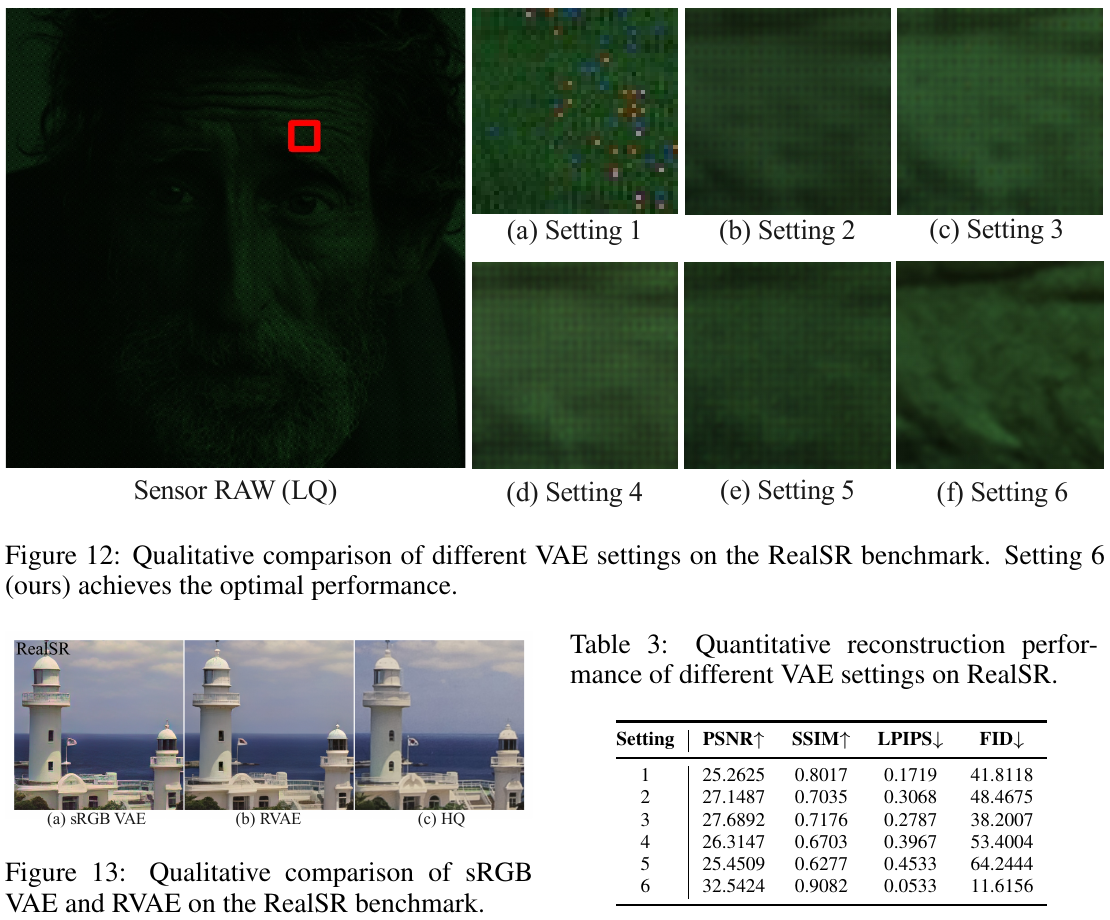 (a) Setting 1
(b) Setting 2
(c) Setting 3
Sensor RAW (LQ)
(d) Setting 4
(e) Setting 5
(f) Setting 6
Figure 12: Qualitative comparison of different VAE settings on the RealSR benchmark. Setting 6
(ours) achieves the optimal performance.
RealSR
(a) sRGB VAE
(b) RVAE
(c) HQ
Figure 13: Qualitative comparison of sRGB
VAE and RVAE on the RealSR benchmark.
Table 3: Quantitative reconstruction perfor-
mance of different VAE settings on RealSR.
Setting PSNR↑ SSIM↑ LPIPS↓ FID↓
1 25.2625 0.8017 0.1719 41.8118
2 27.1487 0.7035 0.3068 48.4675
3 27.6892 0.7176 0.2787 38.2007
4 26.3147 0.6703 0.3967 53.4004
5 25.4509 0.6277 0.4533 64.2444
6 32.5424 0.9082 0.0533 11.6156